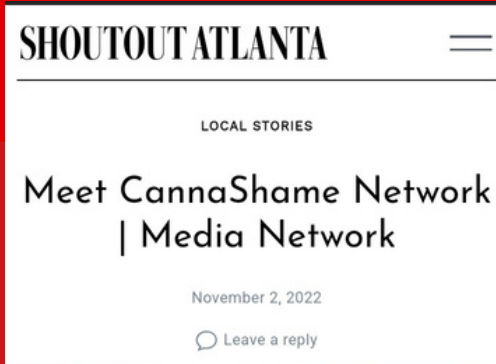 SHOUTOUT ATLANTA
LOCAL STORIES
Meet CannaShame Network
| Media Network
November 2, 2022
Leave a reply